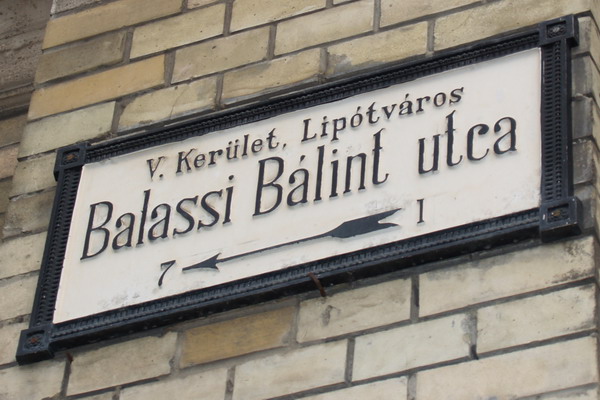 V. Kerület, Lipótváros
Balassi Bálint utca
7 1